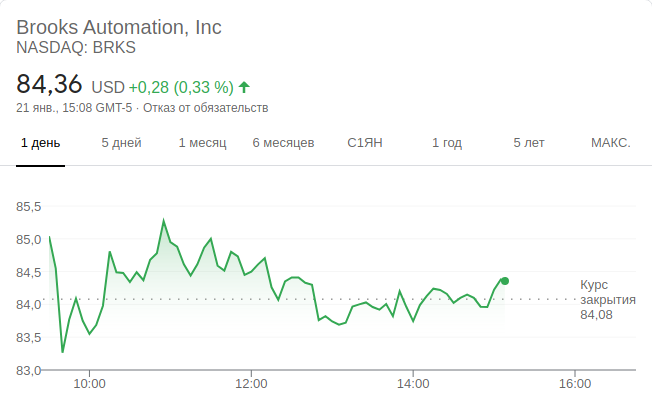 Brooks Automation, Inc
NASDAQ: BRKS
84,36 USD +0,28 (0,33 %)
21 янв., 15:08 GMT-5 · Отказ от обязательств
1 день 5 дней 1 месяц 6 месяцев С1ЯН 1 год 5 лет МАКС.
85,5
85,0
84,5
84,0
83,5
83,0
Курс
закрытия
84,08
10:00 12:00 14:00 16:00